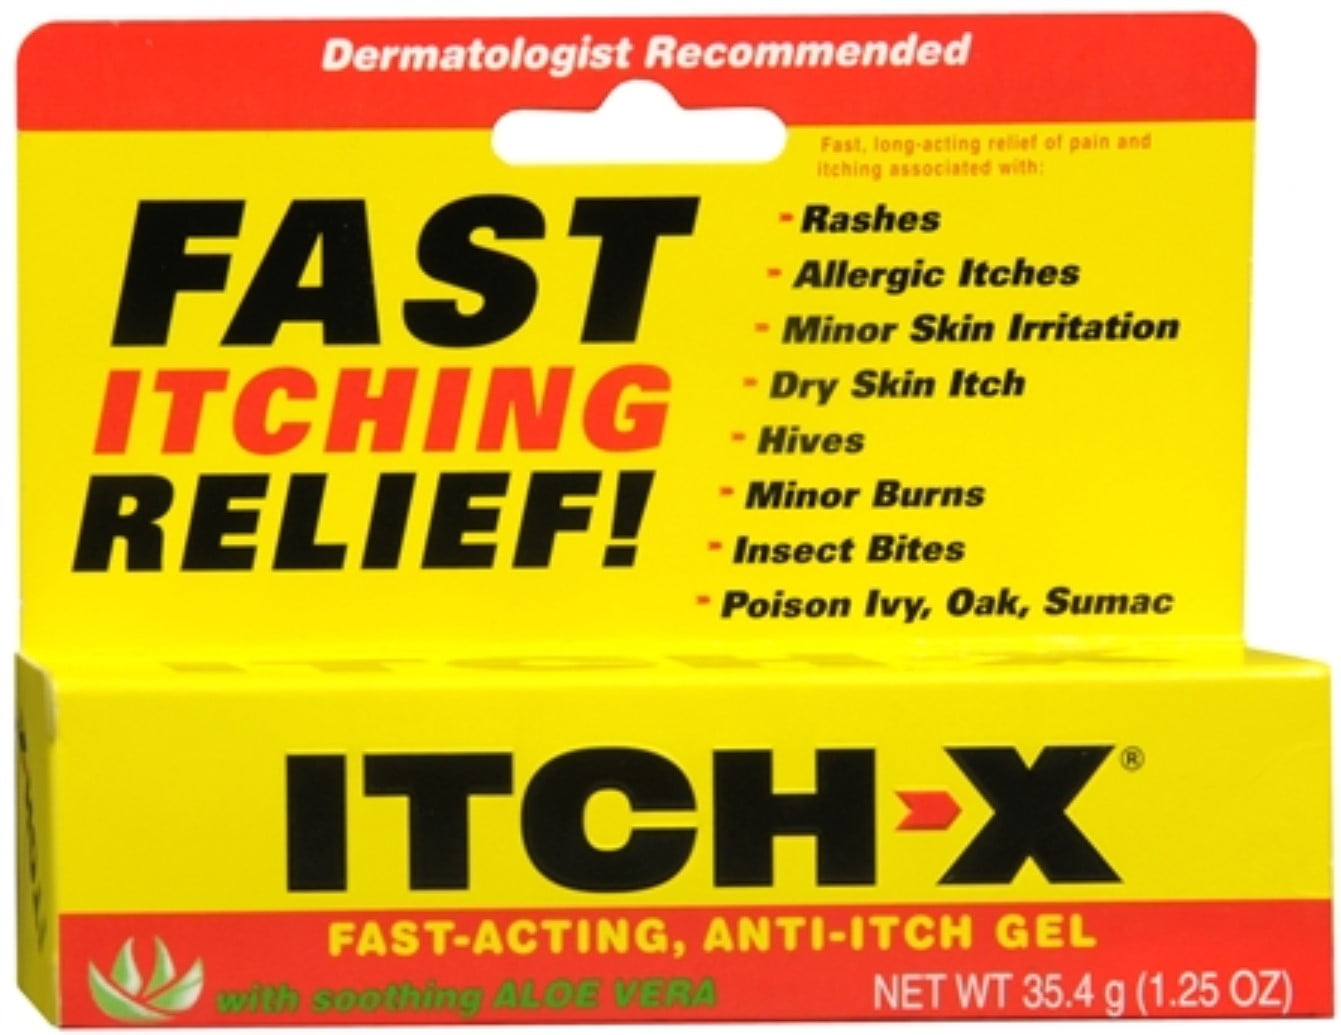 Dermatologist Recommended
FAST
ITCHING
RELIEF!
Fast, long-acting relief of pain and
itching associated with:
Rashes
Allergic Itches
Minor Skin Irritation
Dry Skin Itch
Hives
Minor Burns
Insect Bites
Poison Ivy, Oak, Sumac
ITCH-X®
FAST-ACTING, ANTI-ITCH GEL
with soothing ALOE VERA
NET WT 35.4 g (1.25 OZ)